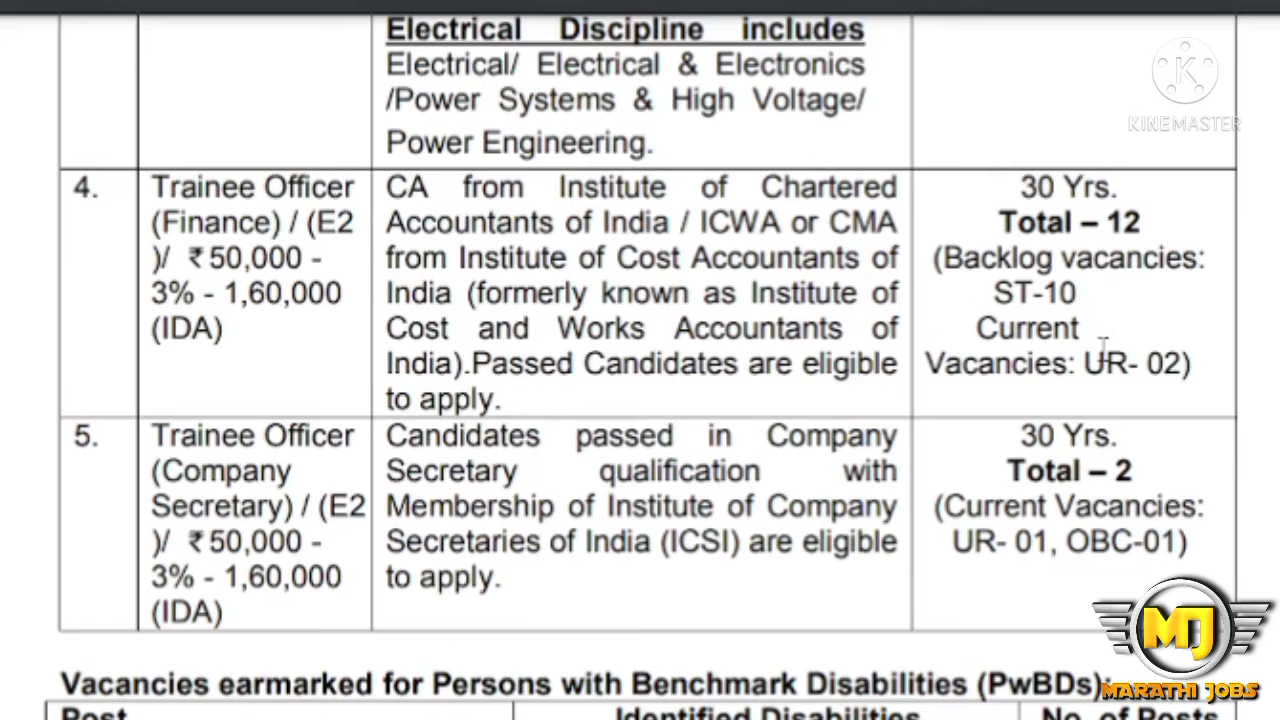 Electrical Discipline includes
Electrical/ Electrical & Electronics
/Power Systems & High Voltage/
Power Engineering.
K
KINEMASTER
4.
Trainee Officer
(Finance) / (E2
)/ ₹50,000 -
3% - 1,60,000
(IDA)
CA from Institute of Chartered
Accountants of India / ICWA or CMA
from Institute of Cost Accountants of
India (formerly known as Institute of
Cost and Works Accountants of
India).Passed Candidates are eligible
to apply.
30 Yrs.
Total – 12
(Backlog vacancies:
ST-10
Current
Vacancies: UR- 02)
5.
Trainee Officer
(Company
Secretary) / (E2
)/ ₹50,000 -
3% - 1,60,000
(IDA)
Candidates passed in Company
Secretary qualification with
Membership of Institute of Company
Secretaries of India (ICSI) are eligible
to apply.
30 Yrs.
Total – 2
(Current Vacancies:
UR- 01, OBC-01)
MJ
MARATHI JOBS
Vacancies earmarked for Persons with Benchmark Disabilities (PwBDs):
Post
Identified Disabilities
No. of Posts